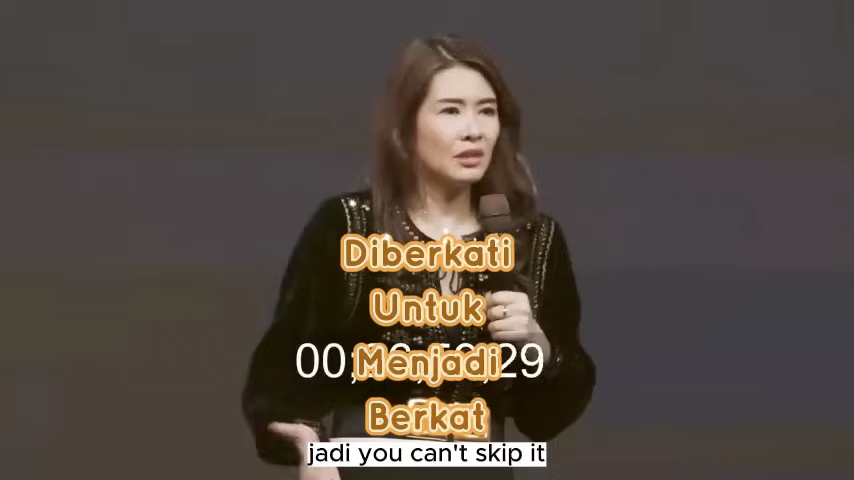 Diberkati
Untuk
Menjadi
Berkat
jadi you can't skip it